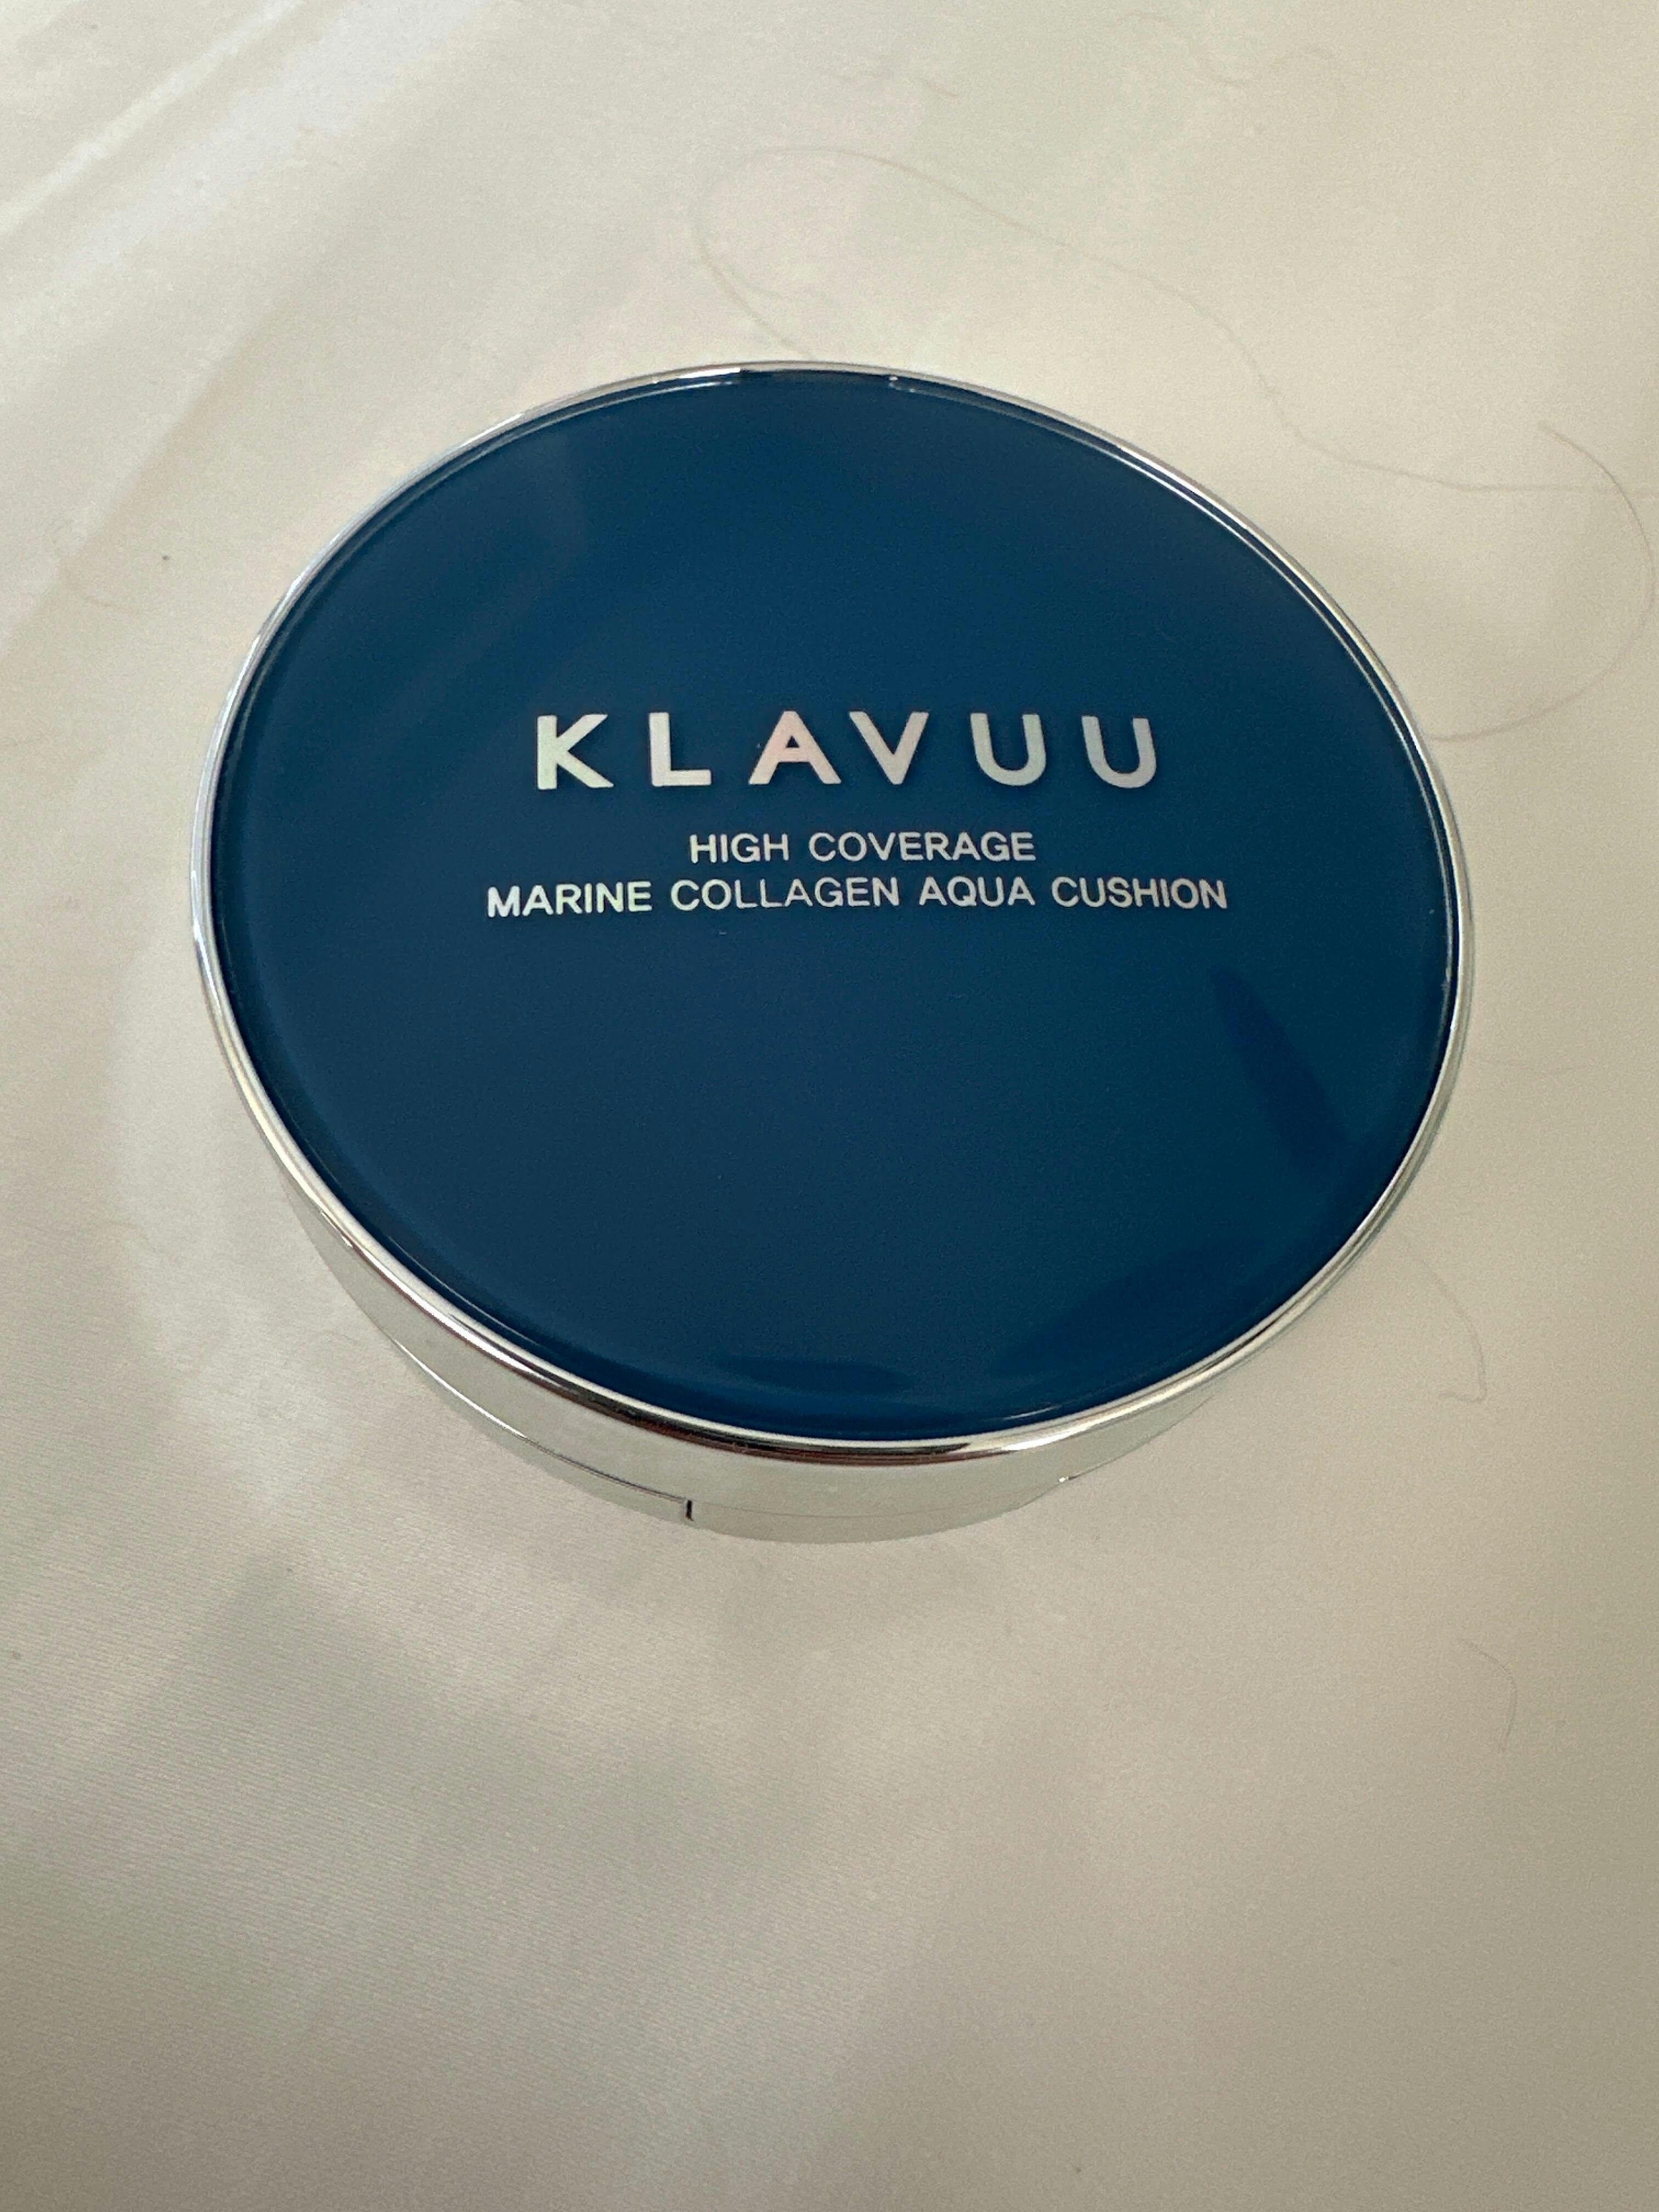 KLAVUU
HIGH COVERAGE
MARINE COLLAGEN AQUA CUSHION